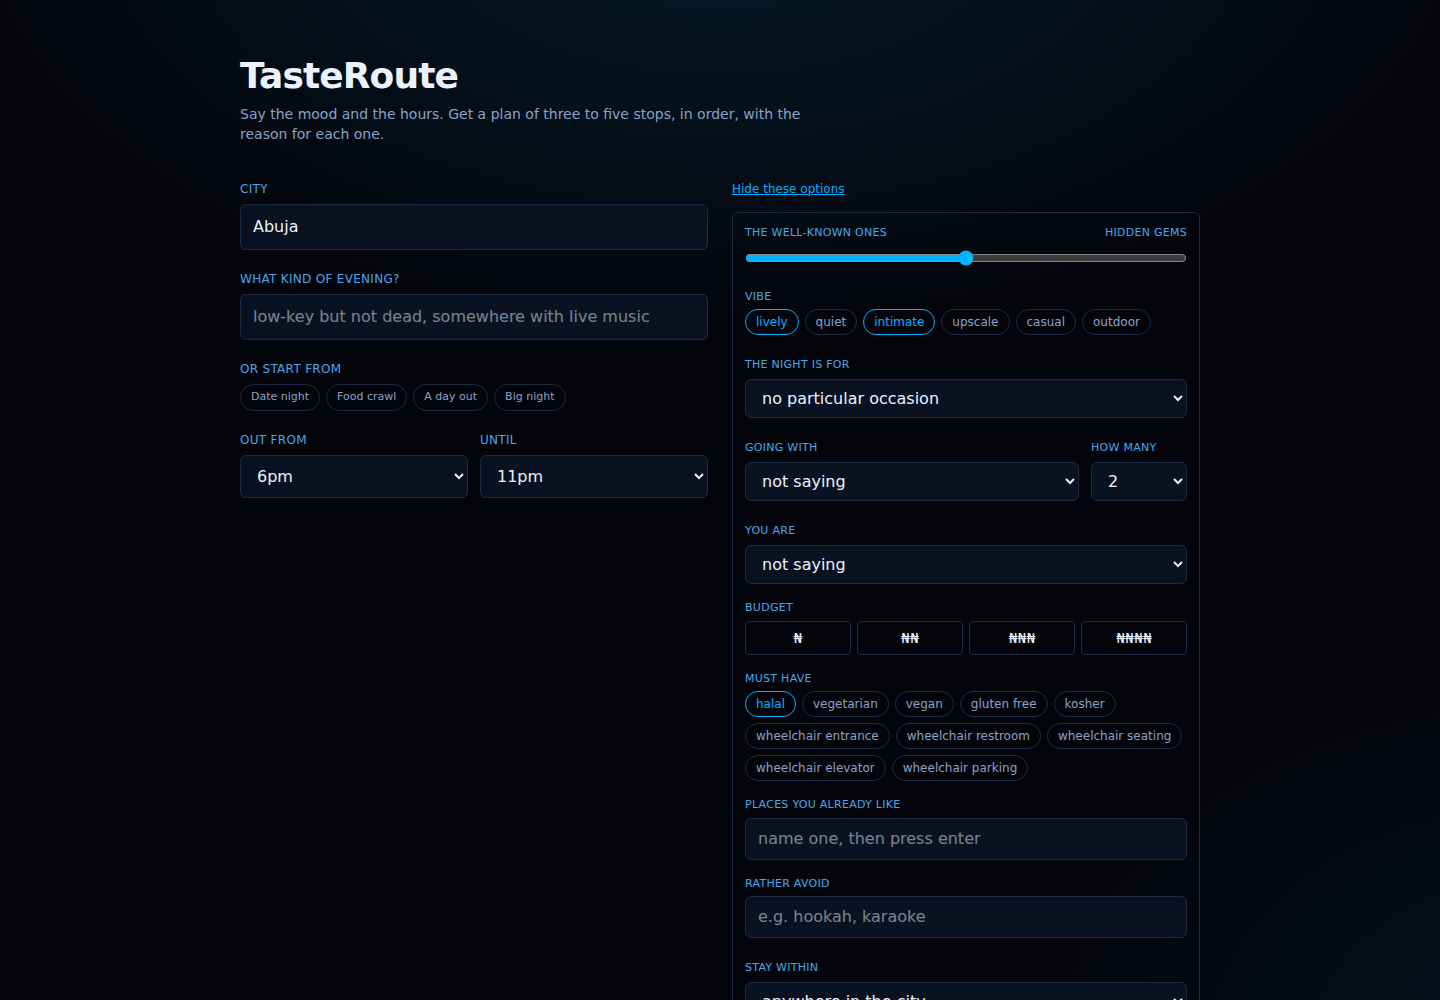 TasteRoute
Say the mood and the hours. Get a plan of three to five stops, in order, with the
reason for each one.
CITY
Abuja
WHAT KIND OF EVENING?
low-key but not dead, somewhere with live music
OR START FROM
Date night
Food crawl
A day out
Big night
OUT FROM
UNTIL
6pm
11pm
Hide these options
THE WELL-KNOWN ONES
HIDDEN GEMS
VIBE
lively
quiet
intimate
upscale
casual
outdoor
THE NIGHT IS FOR
no particular occasion
GOING WITH
HOW MANY
not saying
2
YOU ARE
not saying
BUDGET
₦
₦₦
₦₦₦
₦₦₦₦
MUST HAVE
halal
vegetarian
vegan
gluten free
kosher
wheelchair entrance
wheelchair restroom
wheelchair seating
wheelchair elevator
wheelchair parking
PLACES YOU ALREADY LIKE
name one, then press enter
RATHER AVOID
e.g. hookah, karaoke
STAY WITHIN
anywhere in the city